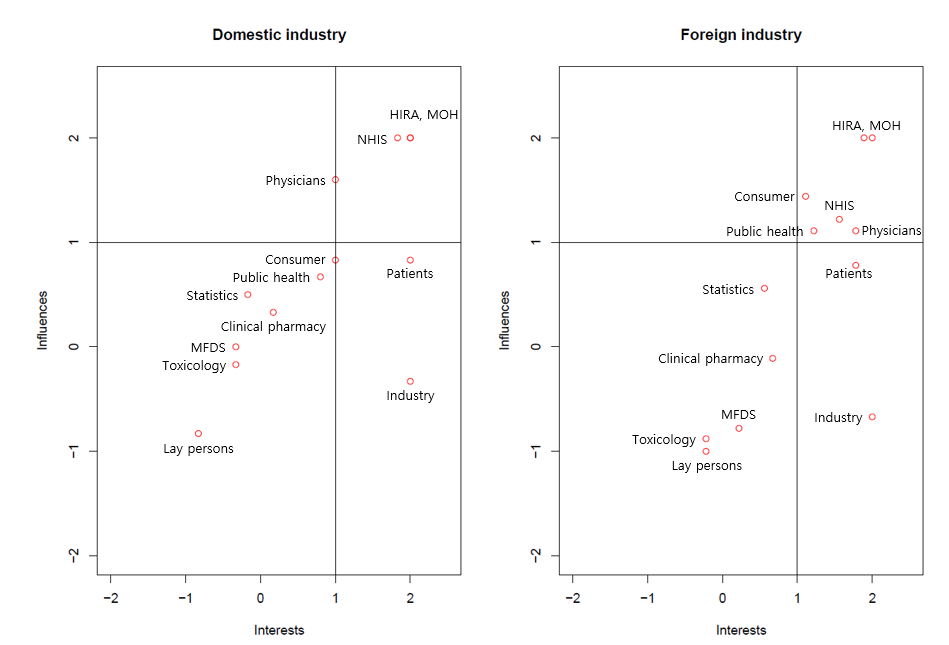 Domestic industry
HIRA, MOH
NHIS
Physicians
Consumer
Public health
Patients
Statistics
Clinical pharmacy
MFDS
Toxicology
Industry
Lay persons
2
1
0
−1
−2
Influences
−2 −1 0 1 2
Interests
Foreign industry
HIRA, MOH
Consumer
NHIS
Public health
Physicians
Patients
Statistics
Clinical pharmacy
MFDS
Industry
Toxicology
Lay persons
2
1
0
−1
−2
Influences
−2 −1 0 1 2
Interests